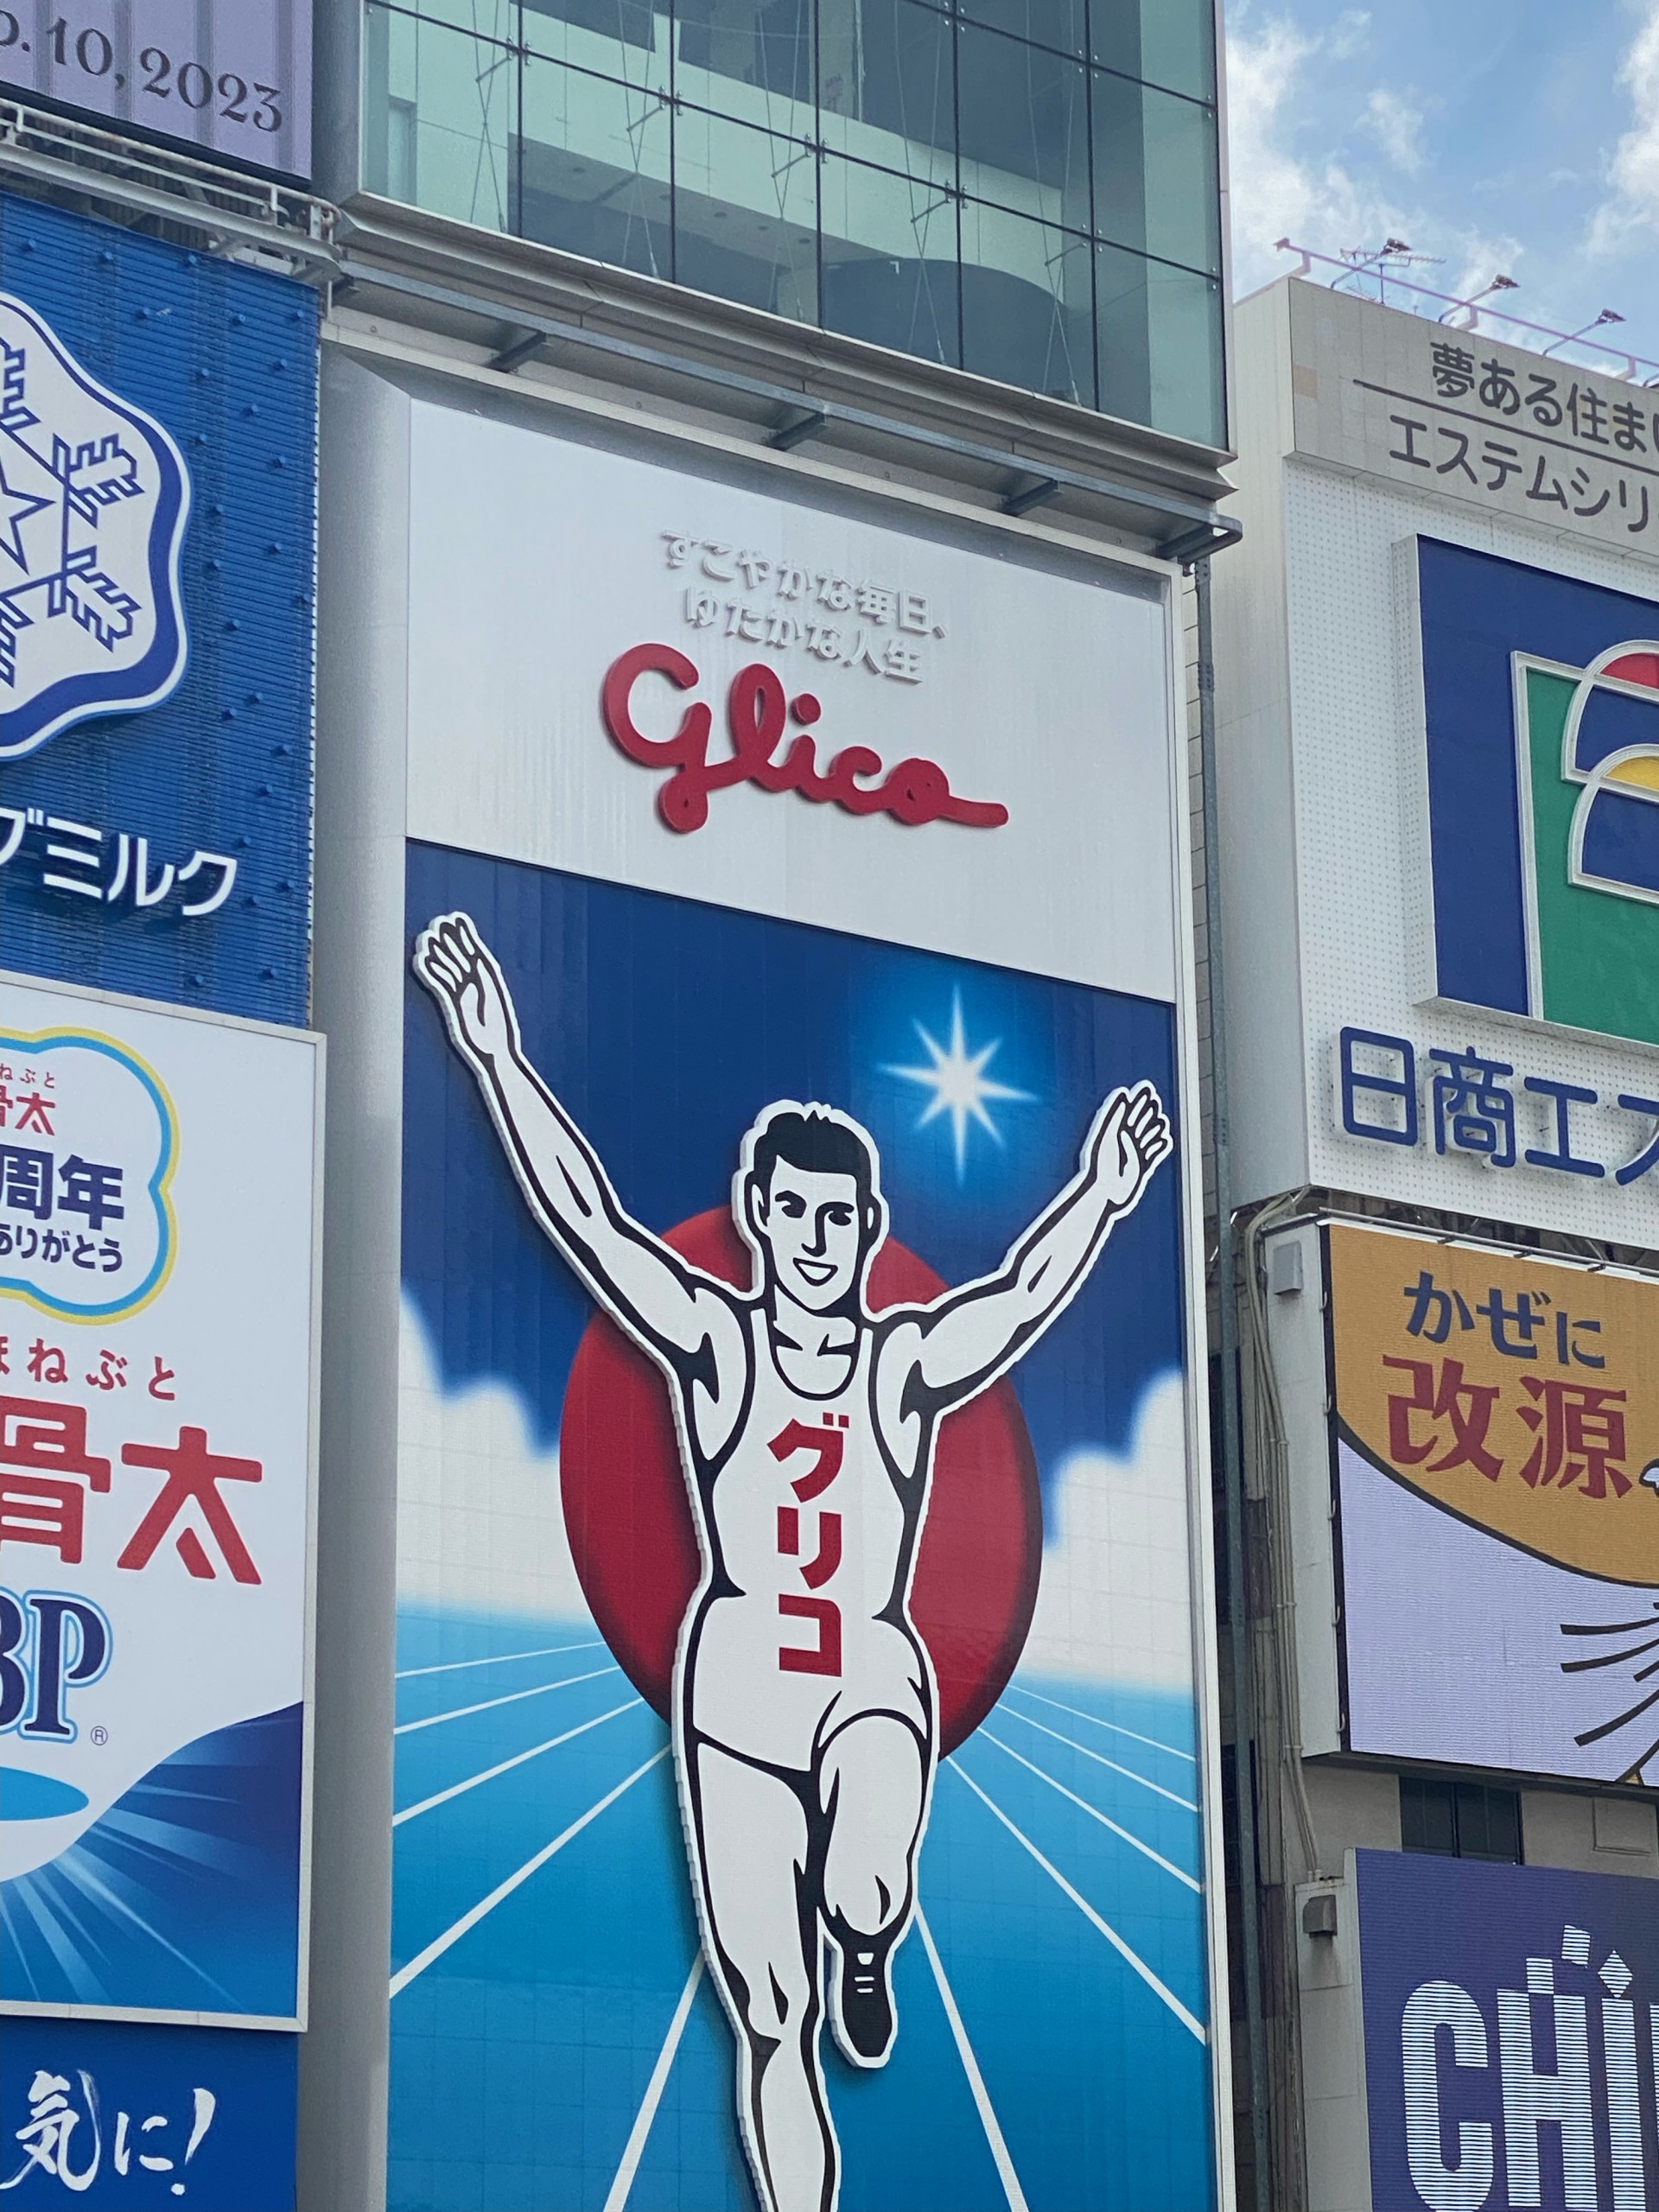 . 10, 2023
ブミルク
ねぶと
骨太
周年
ありがとう
ほねぶと
骨太
BP
®
気に!
すこやかな毎日、
ゆたかな人生
Glico
グリコ
夢ある住まい
エステムシリ
日商エス
かぜに
改源
CHi